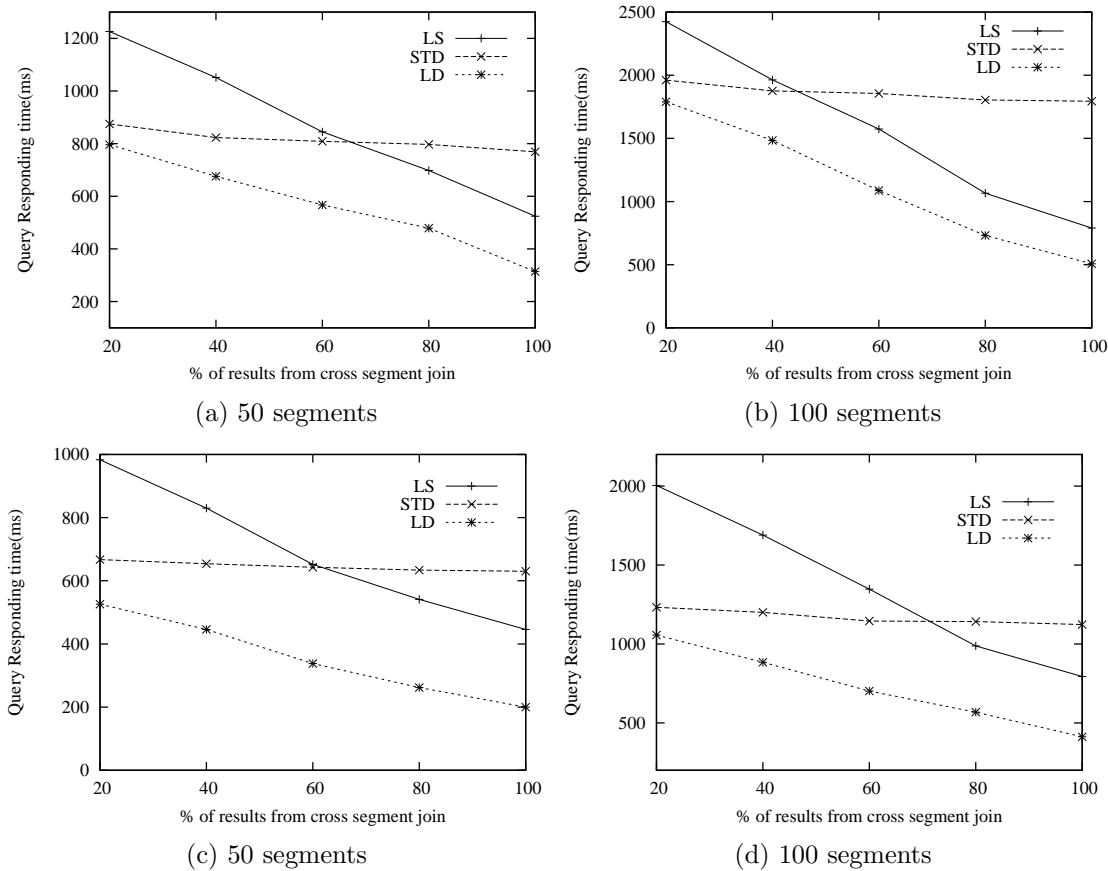 1200
1000
800
600
400
200
Query Responding time(ms)
LS
STD
LD
20 40 60 80 100
% of results from cross segment join
(a) 50 segments
2500
2000
1500
1000
500
0
Query Responding time(ms)
LS
STD
LD
20 40 60 80 100
% of results from cross segment join
(b) 100 segments
1000
800
600
400
200
0
Query Responding time(ms)
LS
STD
LD
20 40 60 80 100
% of results from cross segment join
(c) 50 segments
2000
1500
1000
500
Query Responding time(ms)
LS
STD
LD
20 40 60 80 100
% of results from cross segment join
(d) 100 segments